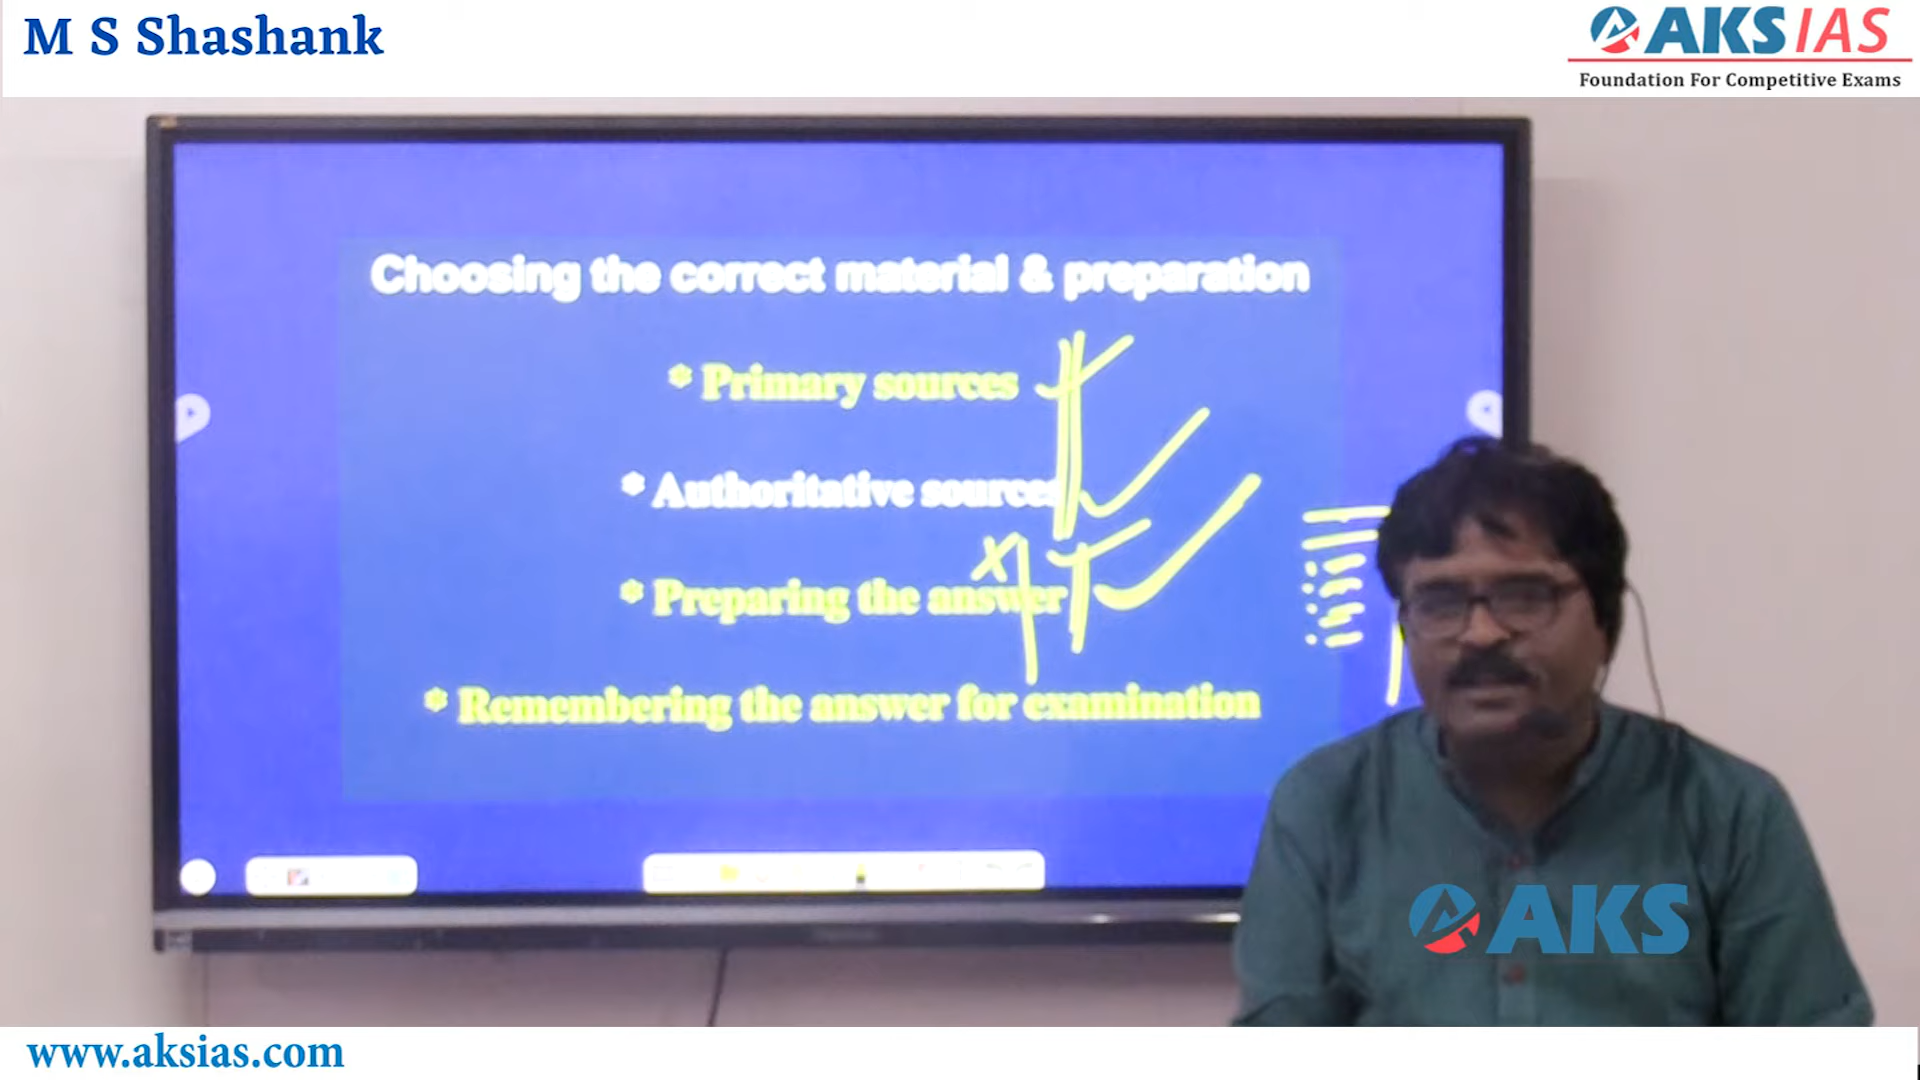 M S Shashank
AKS IAS
Foundation For Competitive Exams
Choosing the correct material & preparation
* Primary sources
* Authoritative sources
* Preparing the answer
* Remembering the answer for examination
AKS
www.aksias.com